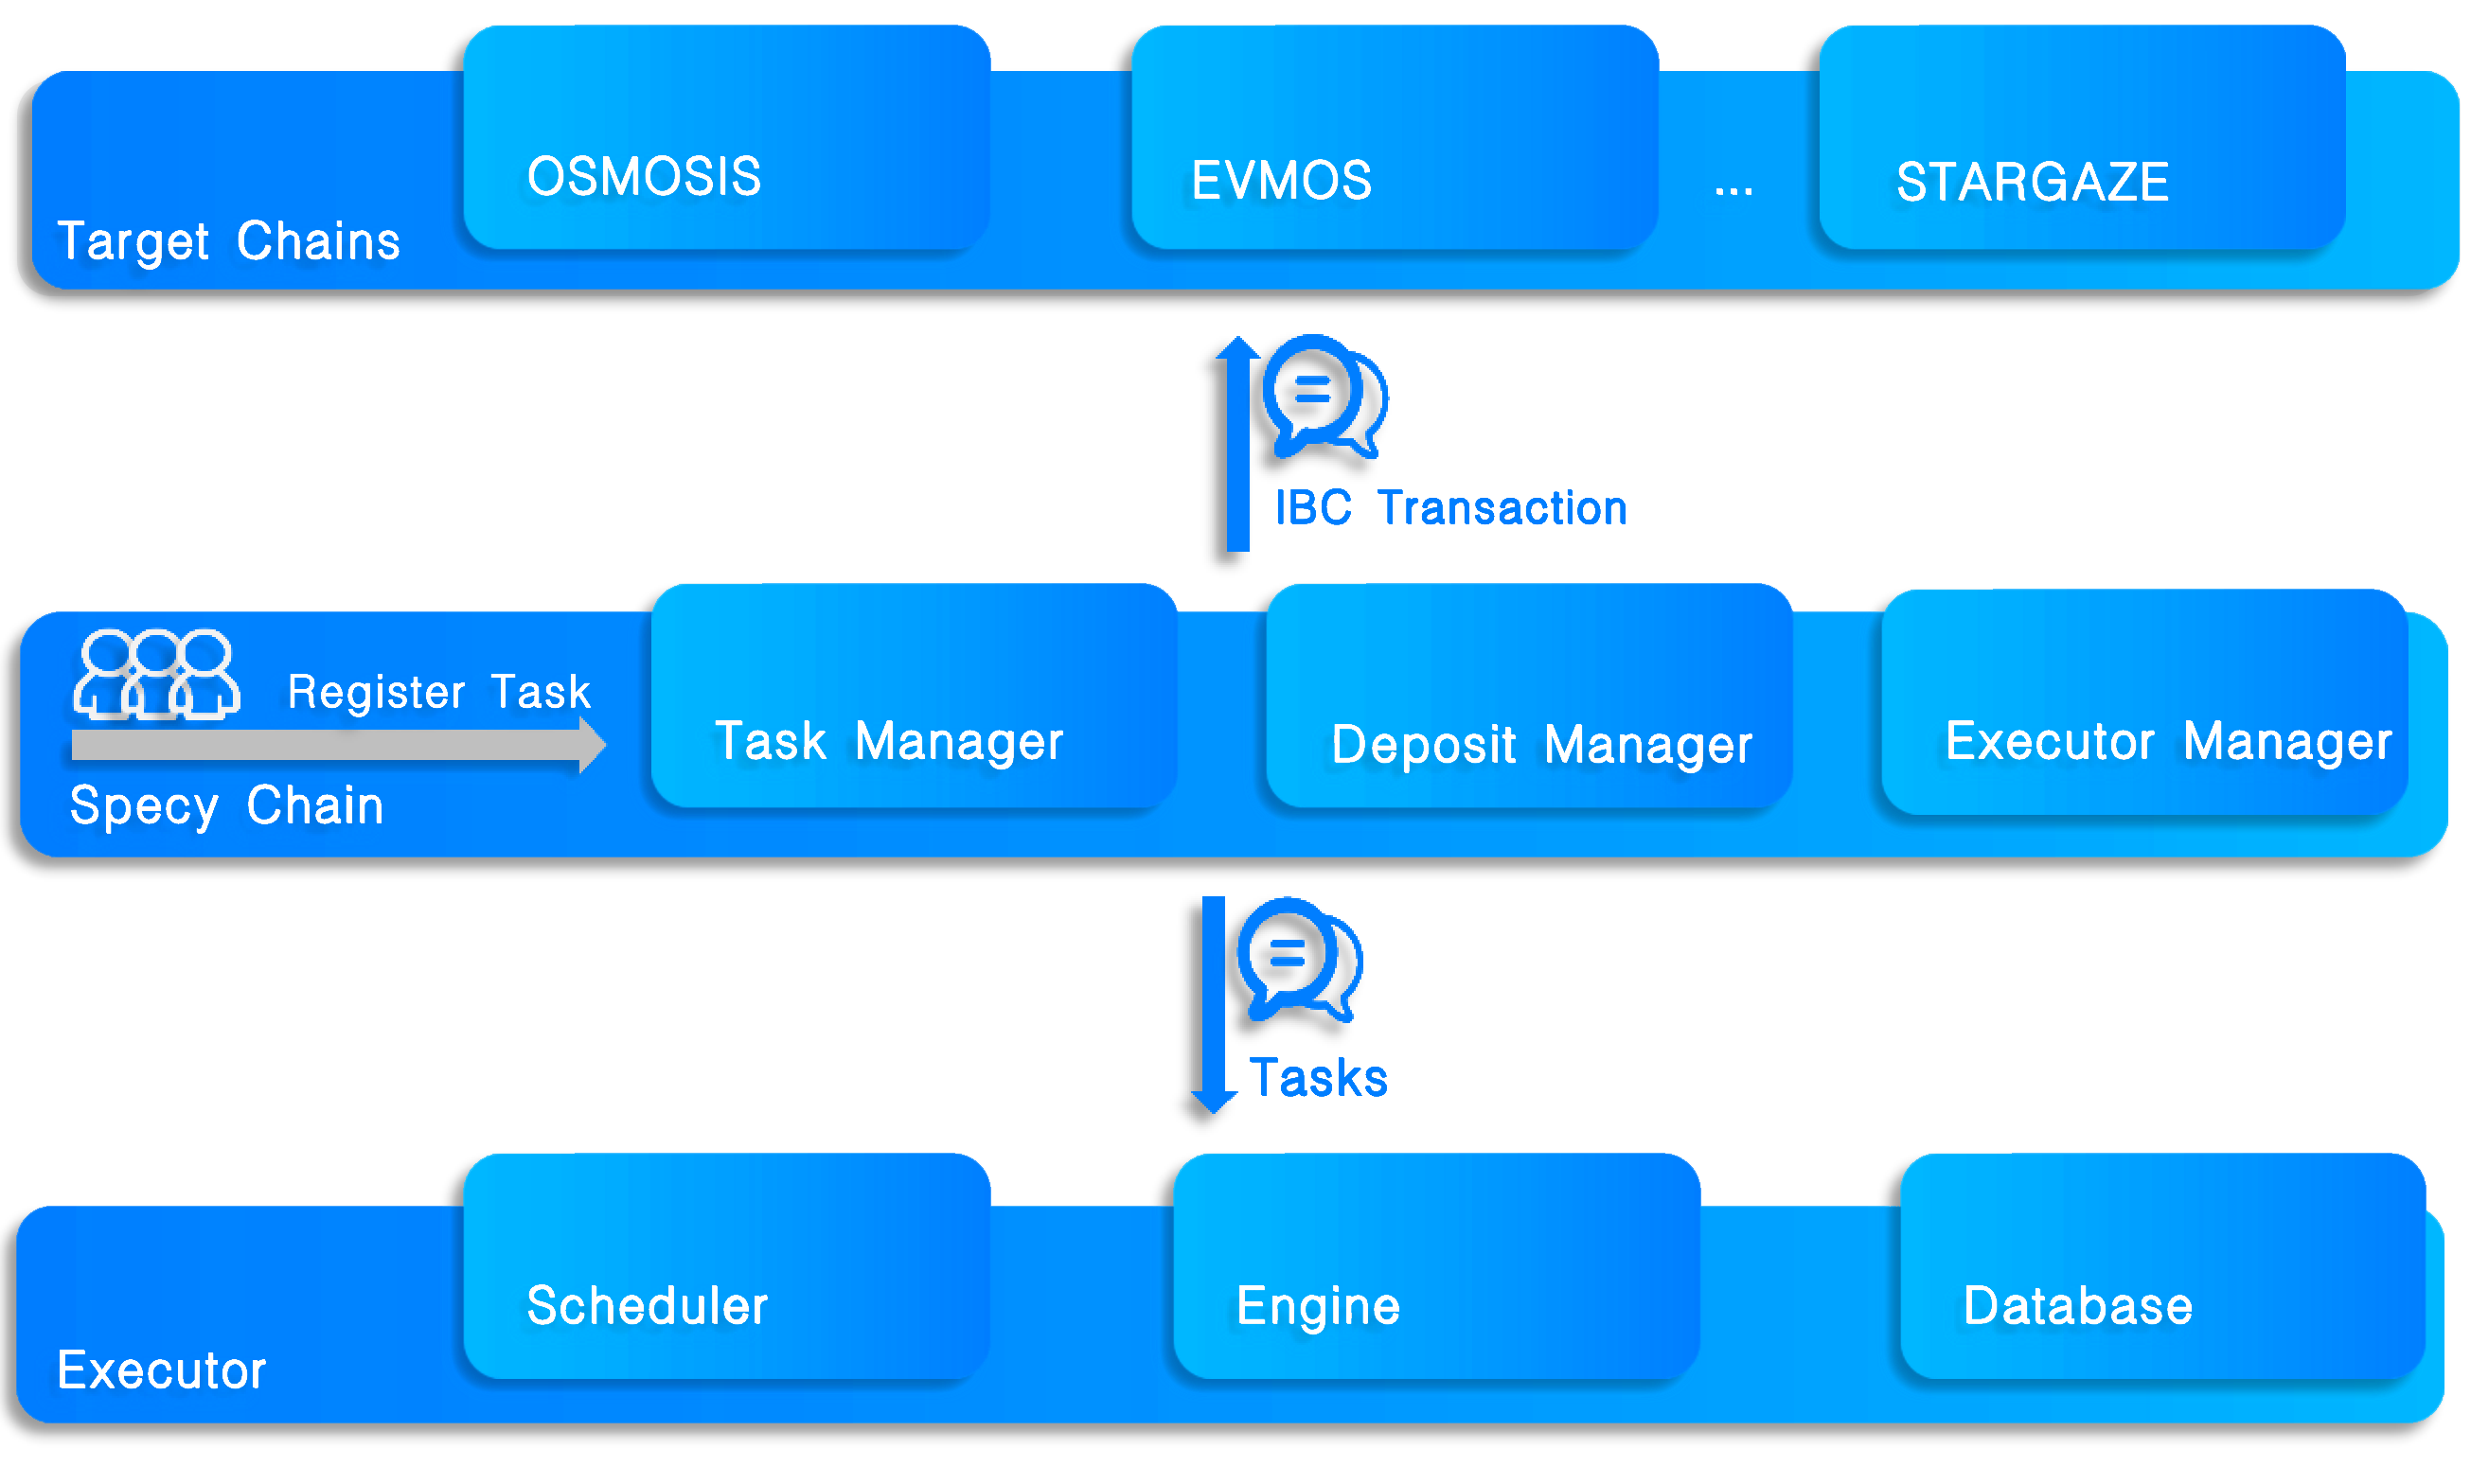 OSMOSIS
EVMOS
...
STARGAZE
Target Chains
IBC Transaction
Register Task
Task Manager
Deposit Manager
Executor Manager
Specy Chain
Tasks
Scheduler
Engine
Database
Executor